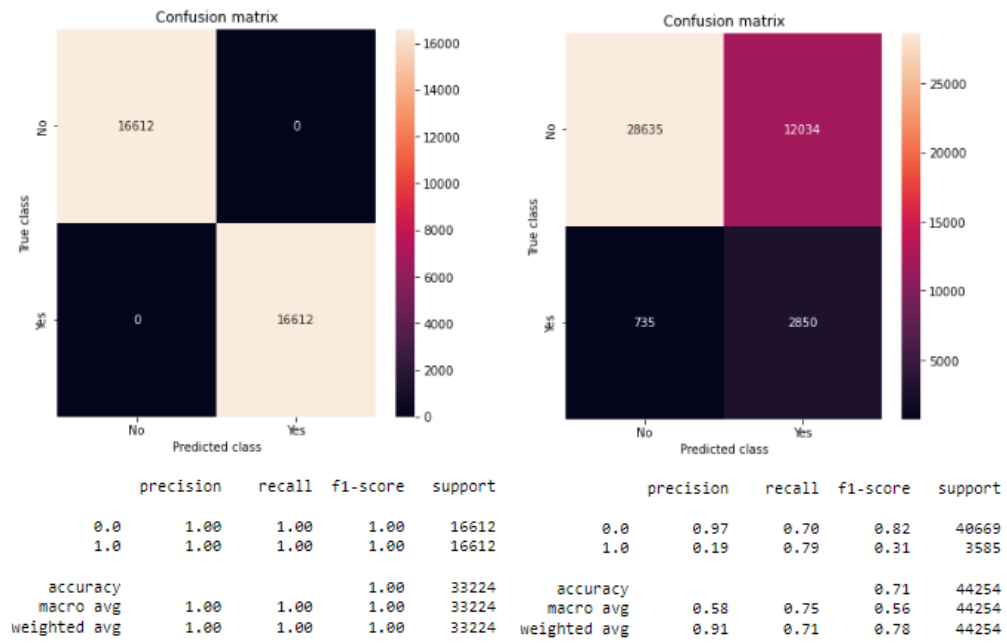 Confusion matrix
16612 0
0 16612
No
Yes
True class
No Yes
Predicted class
16000
14000
12000
10000
8000
6000
4000
2000
0
precision recall f1-score support
0.0 1.00 1.00 1.00 16612
1.0 1.00 1.00 1.00 16612
accuracy 1.00 33224
macro avg 1.00 1.00 1.00 33224
weighted avg 1.00 1.00 1.00 33224
Confusion matrix
28635 12034
735 2850
No
Yes
True class
No Yes
Predicted class
25000
20000
15000
10000
5000
precision recall f1-score support
0.0 0.97 0.70 0.82 40669
1.0 0.19 0.79 0.31 3585
accuracy 0.71 44254
macro avg 0.58 0.75 0.56 44254
weighted avg 0.91 0.71 0.78 44254